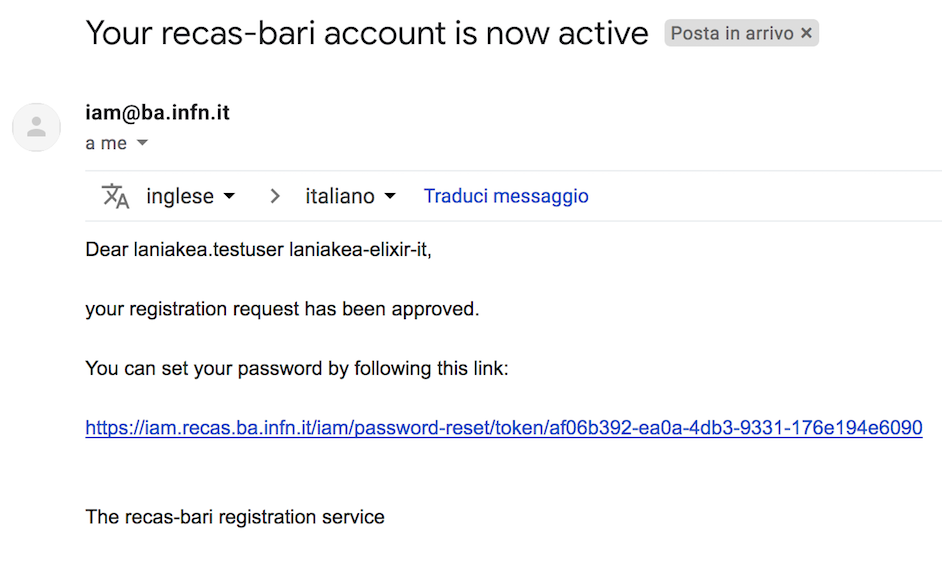 Your recas-bari account is now active Posta in arrivo ×
iam@ba.infn.it
a me
inglese > italiano Traduci messaggio
Dear laniakea.testuser laniakea-elixir-it,
your registration request has been approved.
You can set your password by following this link:
https://iam.recas.ba.infn.it/iam/password-reset/token/af06b392-ea0a-4db3-9331-176e194e6090
The recas-bari registration service